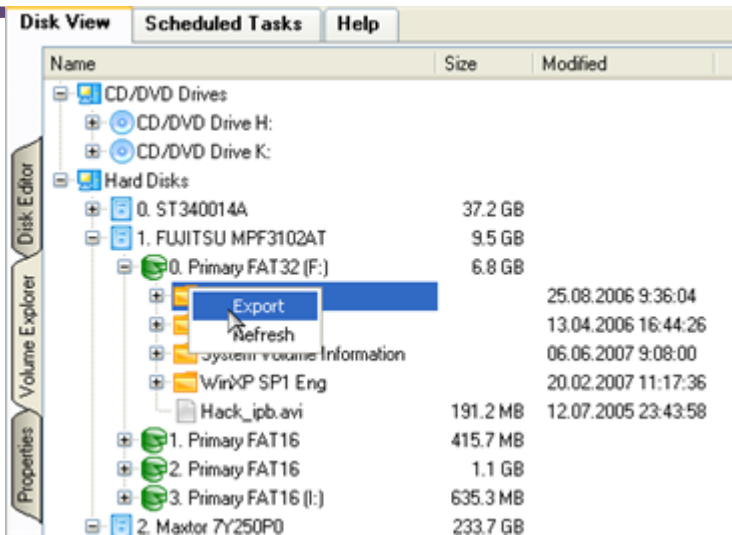 Disk View Scheduled Tasks Help
Name Size Modified
CD/DVD Drives
CD/DVD Drive H:
CD/DVD Drive K:
Hard Disks
0. ST340014A 37.2 GB
1. FUJITSU MPF3102AT 9.5 GB
0. Primary FAT32 (F:) 6.8 GB
25.08.2006 9:36:04
Export
13.04.2006 16:44:26
Refresh
System Volume Information 06.06.2007 9:08:00
WinXP SP1 Eng 20.02.2007 11:17:36
Hack_ipb.avi 191.2 MB 12.07.2005 23:43:58
1. Primary FAT16 415.7 MB
2. Primary FAT16 1.1 GB
3. Primary FAT16 (I:) 635.3 MB
2. Maxtor 7Y250P0 233.7 GB
Disk Editor
Volume Explorer
Properties